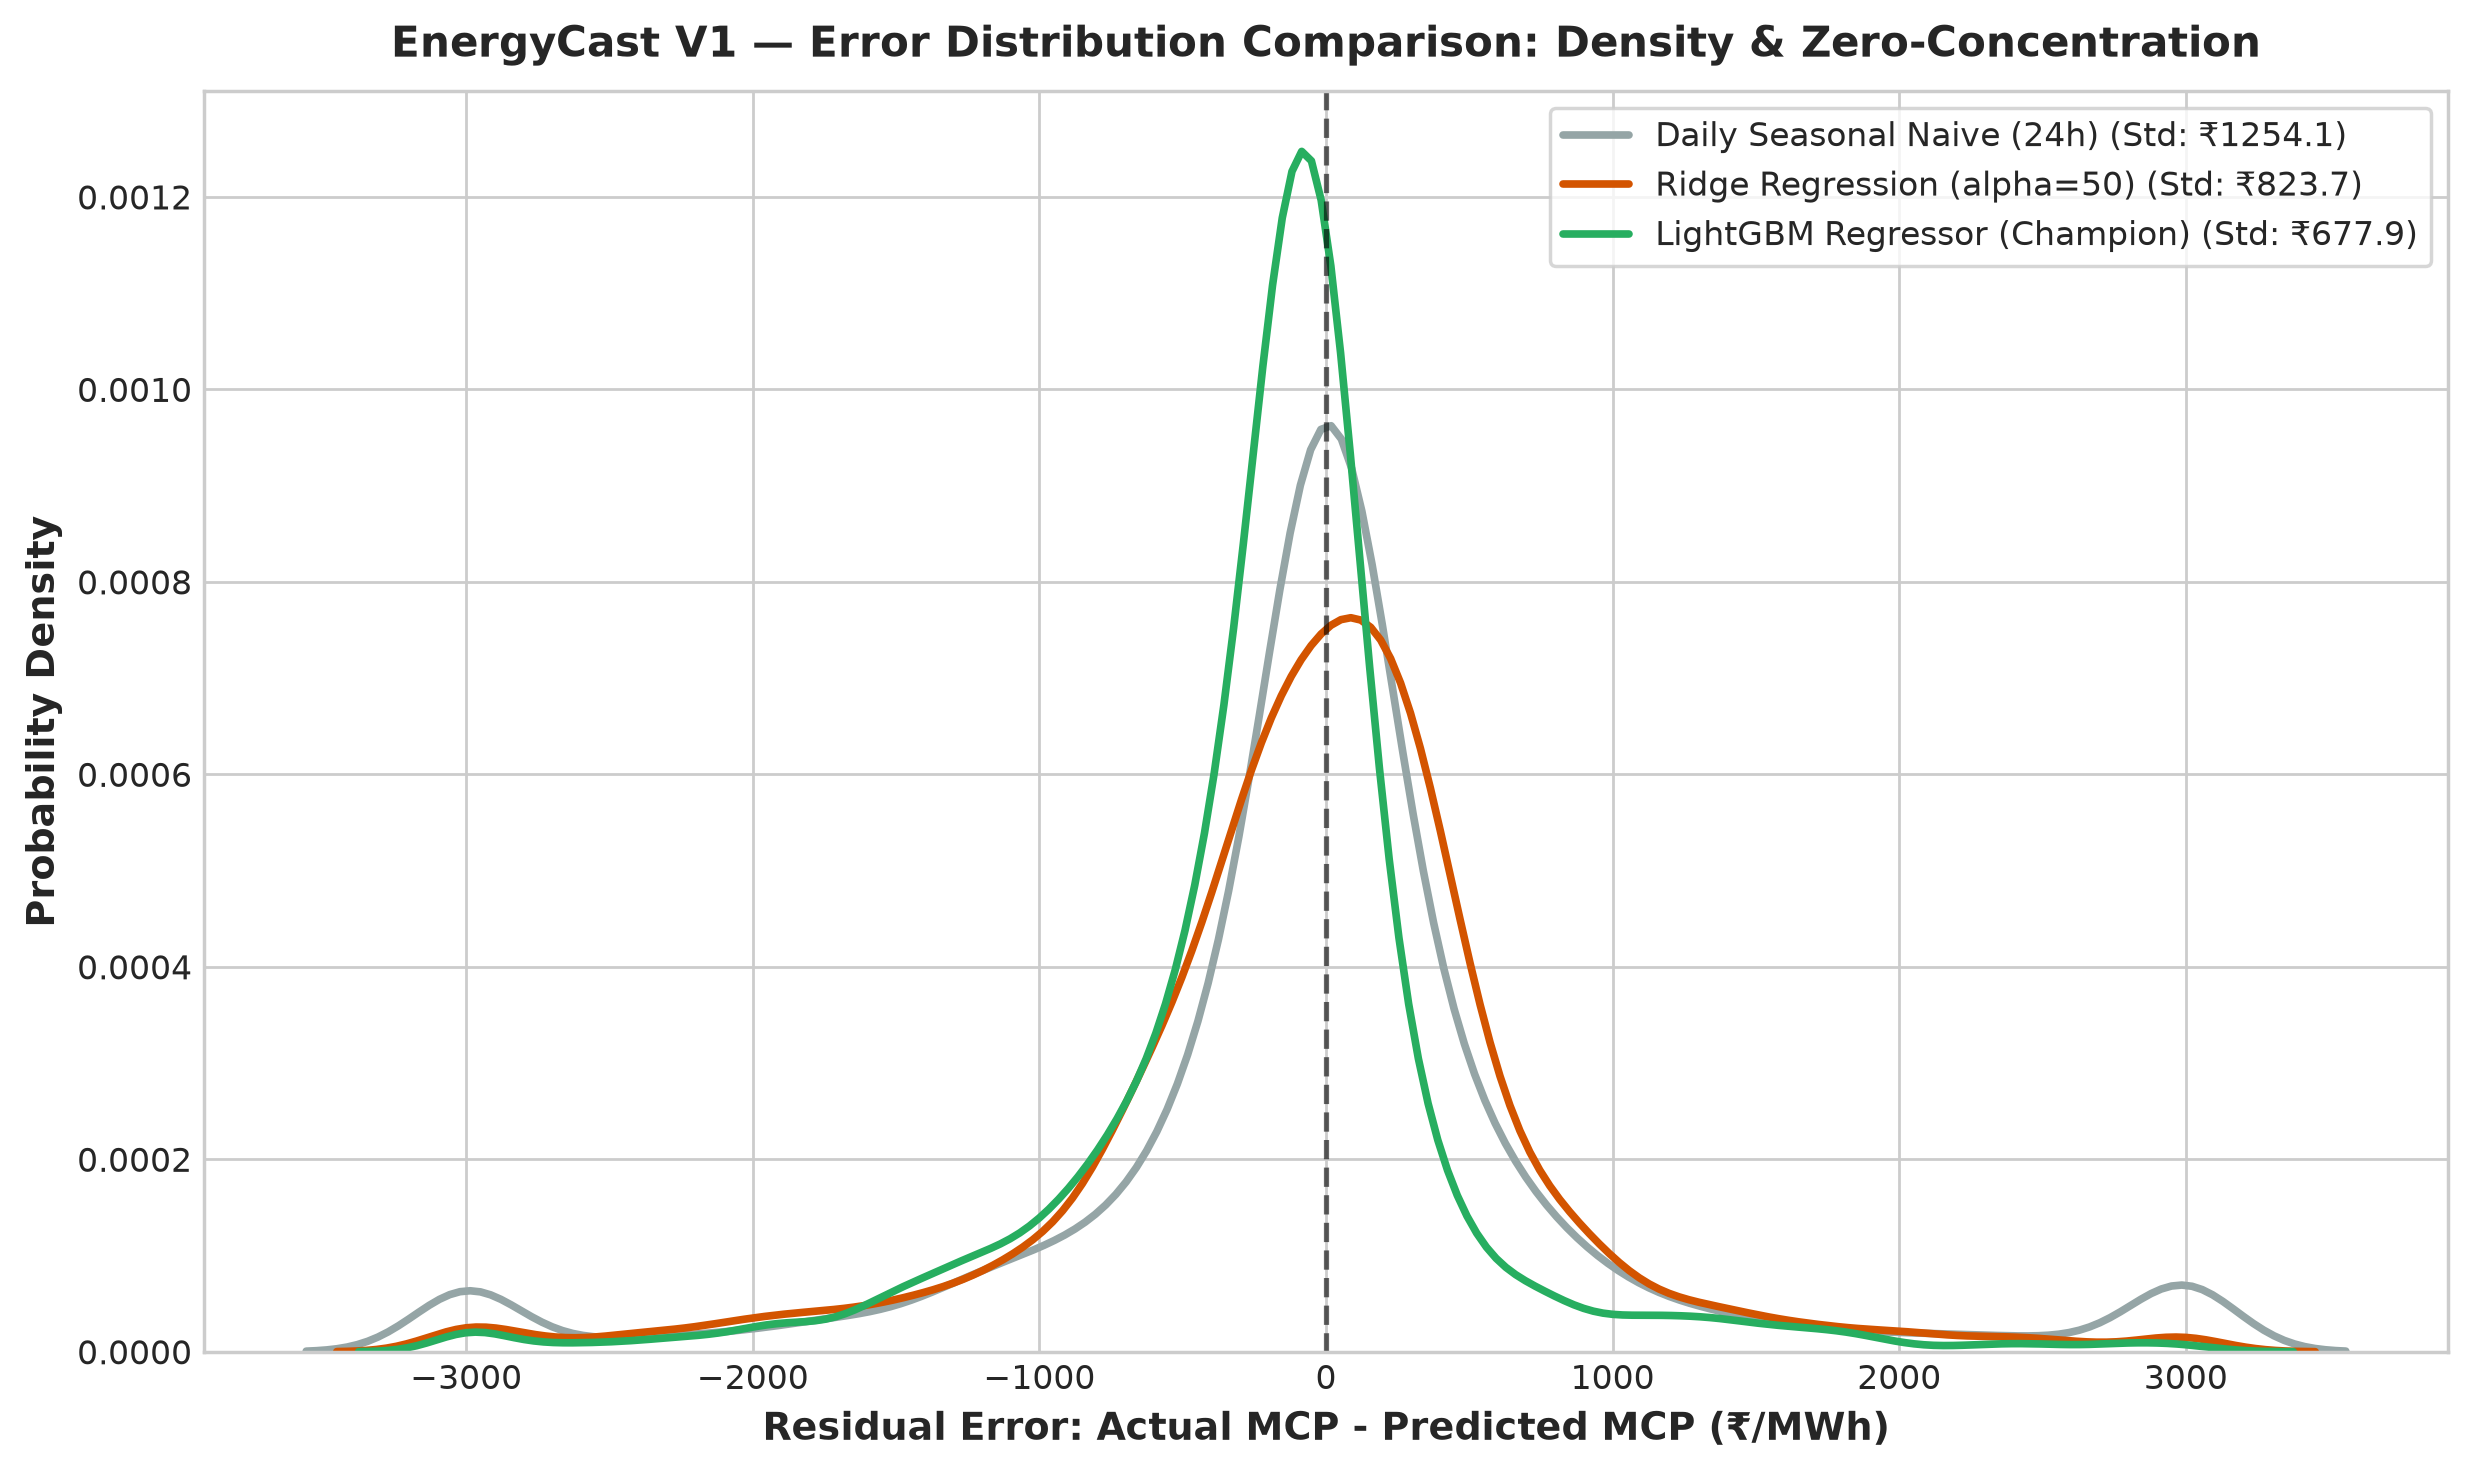 EnergyCast V1 — Error Distribution Comparison: Density & Zero-Concentration
Daily Seasonal Naive (24h) (Std: ₹1254.1)
Ridge Regression (alpha=50) (Std: ₹823.7)
LightGBM Regressor (Champion) (Std: ₹677.9)
Probability Density
0.0012
0.0010
0.0008
0.0006
0.0004
0.0002
0.0000
−3000 −2000 −1000 0 1000 2000 3000
Residual Error: Actual MCP - Predicted MCP (₹/MWh)